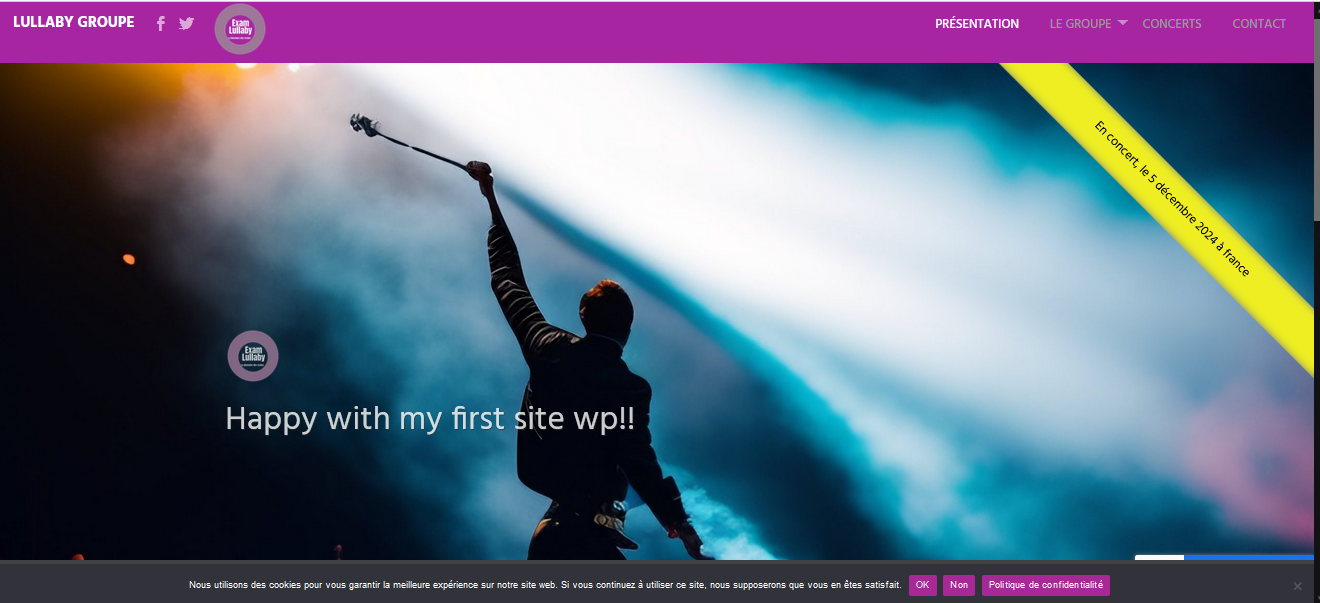 LULLABY GROUPE
Exam
Lullaby
PRÉSENTATION
LE GROUPE
CONCERTS
CONTACT
En concert, le 5 décembre 2024 à france
Exam
Lullaby
Happy with my first site wp!!
Nous utilisons des cookies pour vous garantir la meilleure expérience sur notre site web. Si vous continuez à utiliser ce site, nous supposerons que vous en êtes satisfait.
OK
Non
Politique de confidentialité